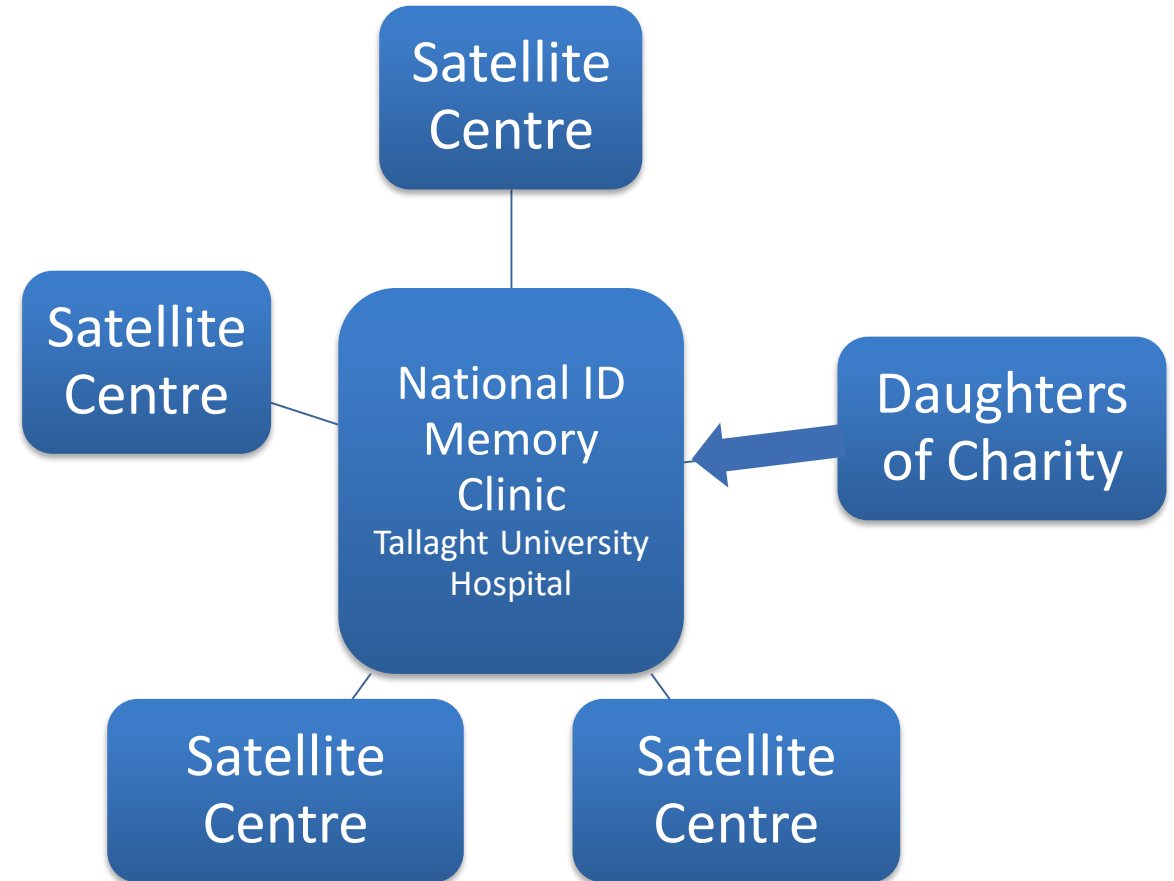 Satellite
Centre
Satellite
Centre
National ID
Memory
Clinic
Tallaght University
Hospital
Daughters
of Charity
Satellite
Centre
Satellite
Centre